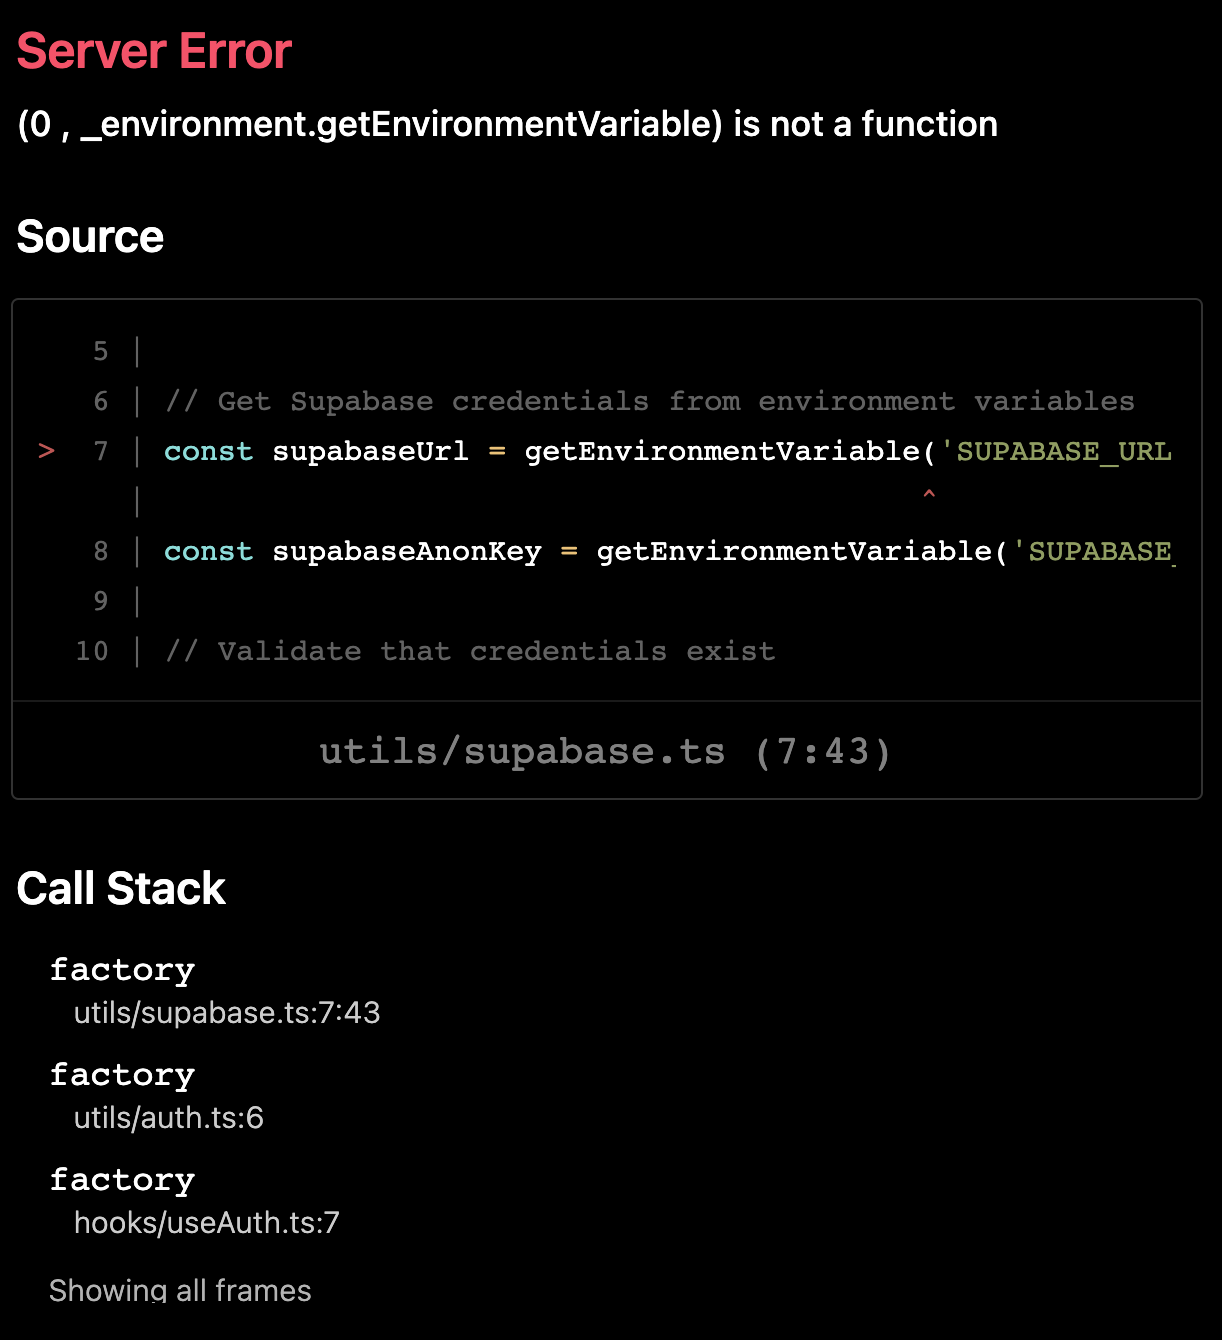 Server Error
(0 , _environment.getEnvironmentVariable) is not a function
Source
5 |
6 | // Get Supabase credentials from environment variables
> 7 | const supabaseUrl = getEnvironmentVariable('SUPABASE_URL
| ^
8 | const supabaseAnonKey = getEnvironmentVariable('SUPABASE_
9 |
10 | // Validate that credentials exist
utils/supabase.ts (7:43)
Call Stack
factory
utils/supabase.ts:7:43
factory
utils/auth.ts:6
factory
hooks/useAuth.ts:7
Showing all frames